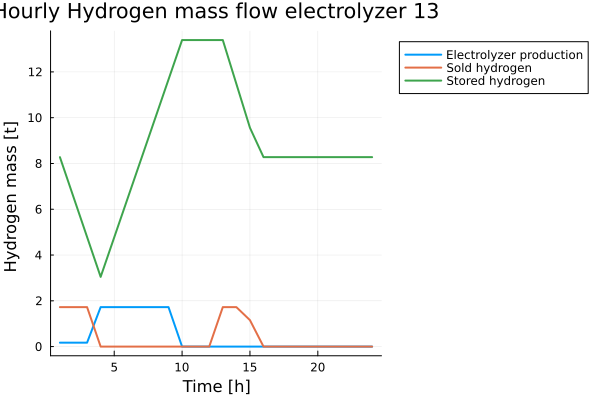 Hourly Hydrogen mass flow electrolyzer 13
Electrolyzer production
Sold hydrogen
Stored hydrogen
Hydrogen mass [t]
12
10
8
6
4
2
0
5
10
15
20
Time [h]